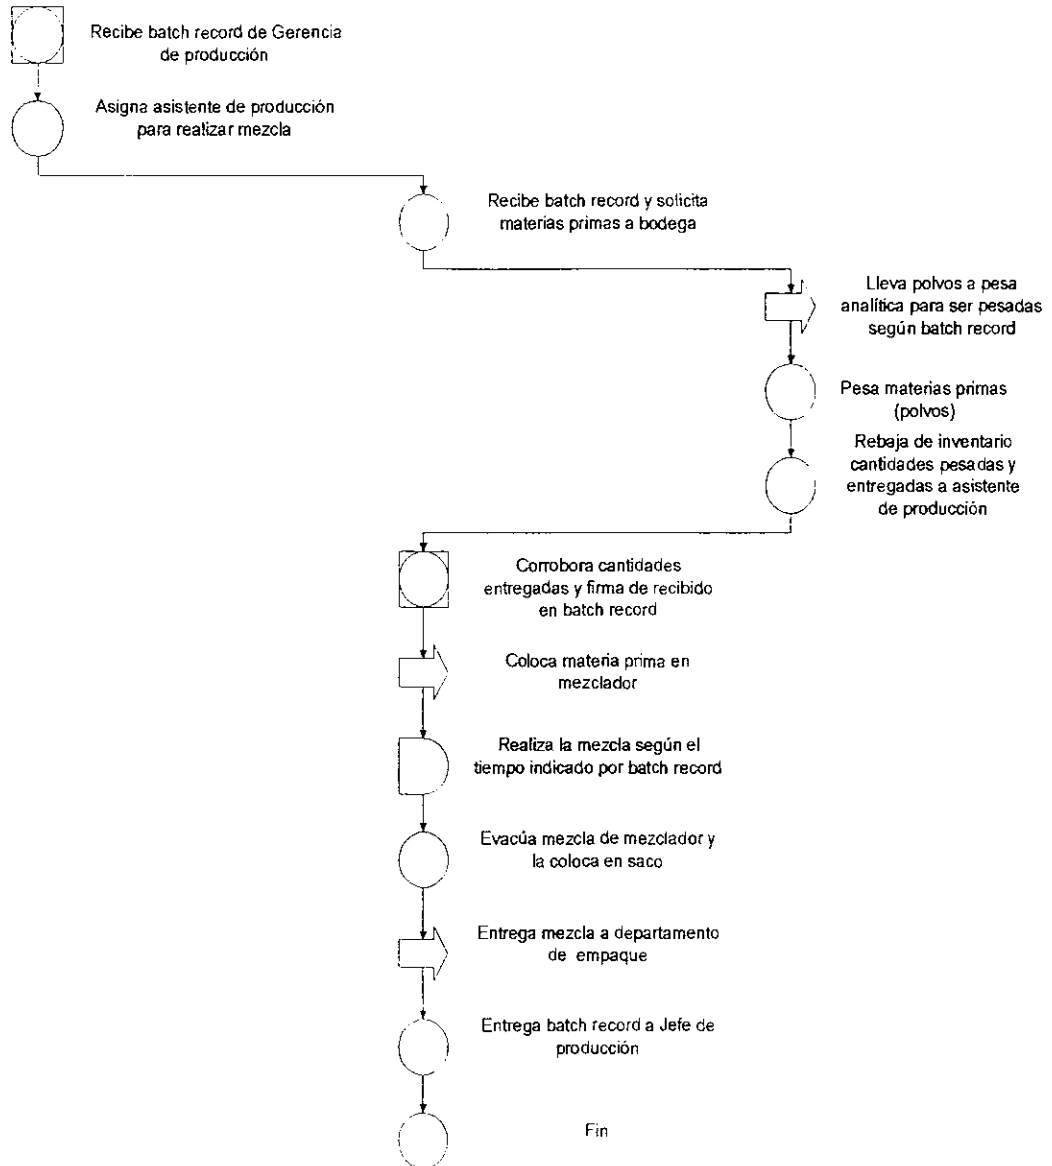 Recibe batch record de Gerencia
de producción
Asigna asistente de producción
para realizar mezcla
Recibe batch record y solicita
materias primas a bodega
Lleva polvos a pesa
analítica para ser pesadas
según batch record
Pesa materias primas
(polvos)
Rebaja de inventario
cantidades pesadas y
entregadas a asistente
de producción
Corrobora cantidades
entregadas y firma de recibido
en batch record
Coloca materia prima en
mezclador
Realiza la mezcla según el
tiempo indicado por batch record
Evacúa mezcla de mezclador y
la coloca en saco
Entrega mezcla a departamento
de empaque
Entrega batch record a Jefe de
producción
Fin